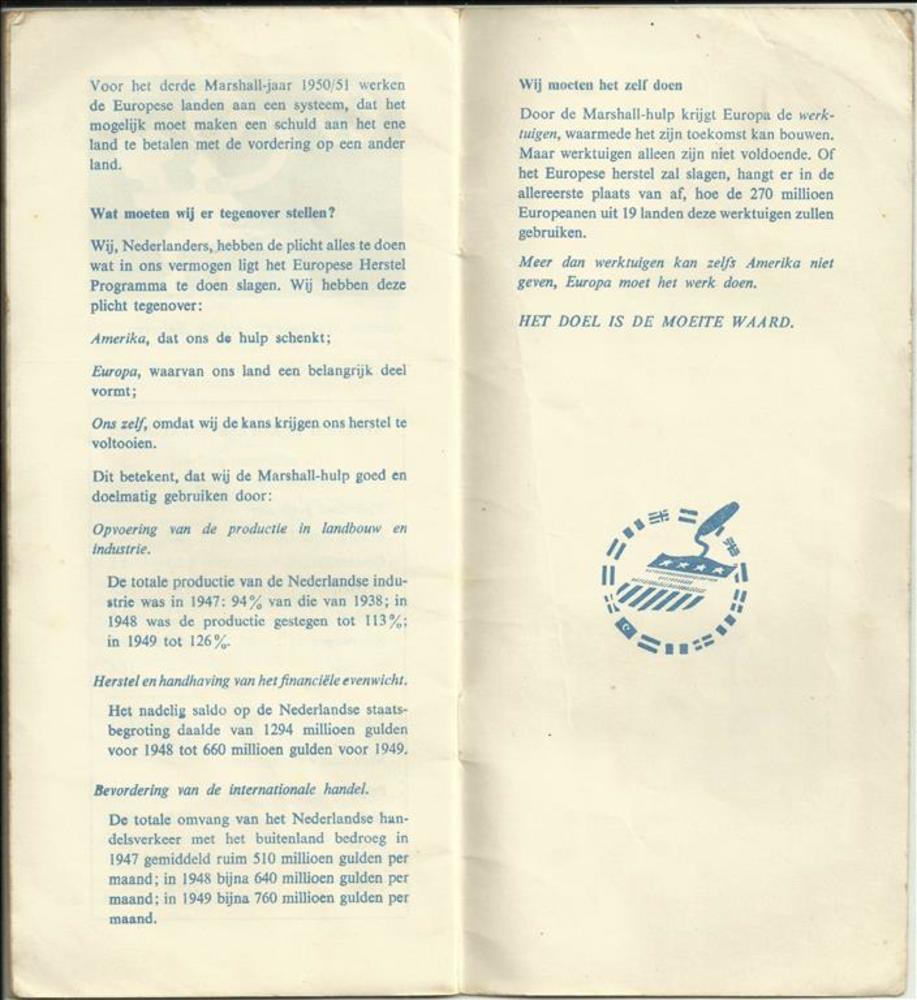 Voor het derde Marshall-jaar 1950/51 werken
de Europese landen aan een systeem, dat het
mogelijk moet maken een schuld aan het ene
land te betalen met de vordering op een ander
land.
Wat moeten wij er tegenover stellen?
Wij, Nederlanders, hebben de plicht alles te doen
wat in ons vermogen ligt het Europese Herstel
Programma te doen slagen. Wij hebben deze
plicht tegenover:
Amerika, dat ons de hulp schenkt;
Europa, waarvan ons land een belangrijk deel
vormt;
Ons zelf, omdat wij de kans krijgen ons herstel te
voltooien.
Dit betekent, dat wij de Marshall-hulp goed en
doelmatig gebruiken door:
Opvoering van de productie in landbouw en
industrie.
De totale productie van de Nederlandse indu-
strie was in 1947: 94% van die van 1938; in
1948 was de productie gestegen tot 113%;
in 1949 tot 126%.
Herstel en handhaving van het financiële evenwicht.
Het nadelig saldo op de Nederlandse staats-
begroting daalde van 1294 millioen gulden
voor 1948 tot 660 millioen gulden voor 1949.
Bevordering van de internationale handel.
De totale omvang van het Nederlandse han-
delsverkeer met het buitenland bedroeg in
1947 gemiddeld ruim 510 millioen gulden per
maand; in 1948 bijna 640 millioen gulden per
maand; in 1949 bijna 760 millioen gulden per
maand.
Wij moeten het zelf doen
Door de Marshall-hulp krijgt Europa de werk-
tuigen, waarmede het zijn toekomst kan bouwen.
Maar werktuigen alleen zijn niet voldoende. Of
het Europese herstel zal slagen, hangt er in de
allereerste plaats van af, hoe de 270 millioen
Europeanen uit 19 landen deze werktuigen zullen
gebruiken.
Meer dan werktuigen kan zelfs Amerika niet
geven, Europa moet het werk doen.
HET DOEL IS DE MOEITE WAARD.